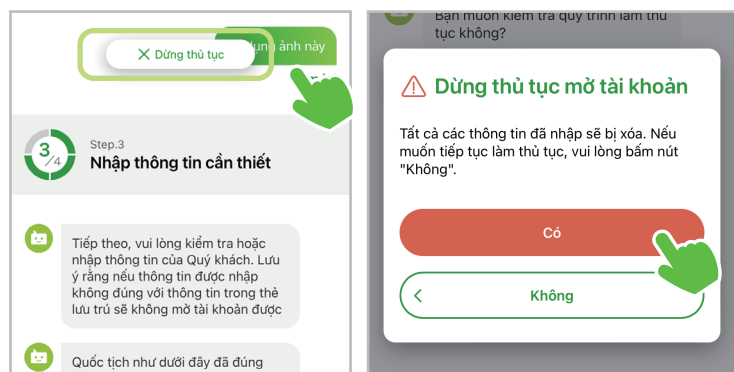 ụng ảnh này
Dừng thủ tục
3/4
Step.3
Nhập thông tin cần thiết
Tiếp theo, vui lòng kiểm tra hoặc
nhập thông tin của Quý khách. Lưu
ý rằng nếu thông tin được nhập
không đúng với thông tin trong thẻ
lưu trú sẽ không mở tài khoản được
Quốc tịch như dưới đây đã đúng
Bạn muốn kiểm tra quy trình làm thủ
tục không?
Dừng thủ tục mở tài khoản
Tất cả các thông tin đã nhập sẽ bị xóa. Nếu
muốn tiếp tục làm thủ tục, vui lòng bấm nút
"Không".
Có
Không